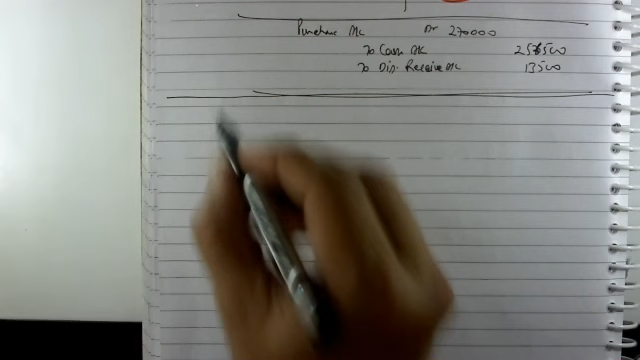 Purchase A/c Dr 270000
To Cash A/c 256500
To Dis. Receive A/c 13500